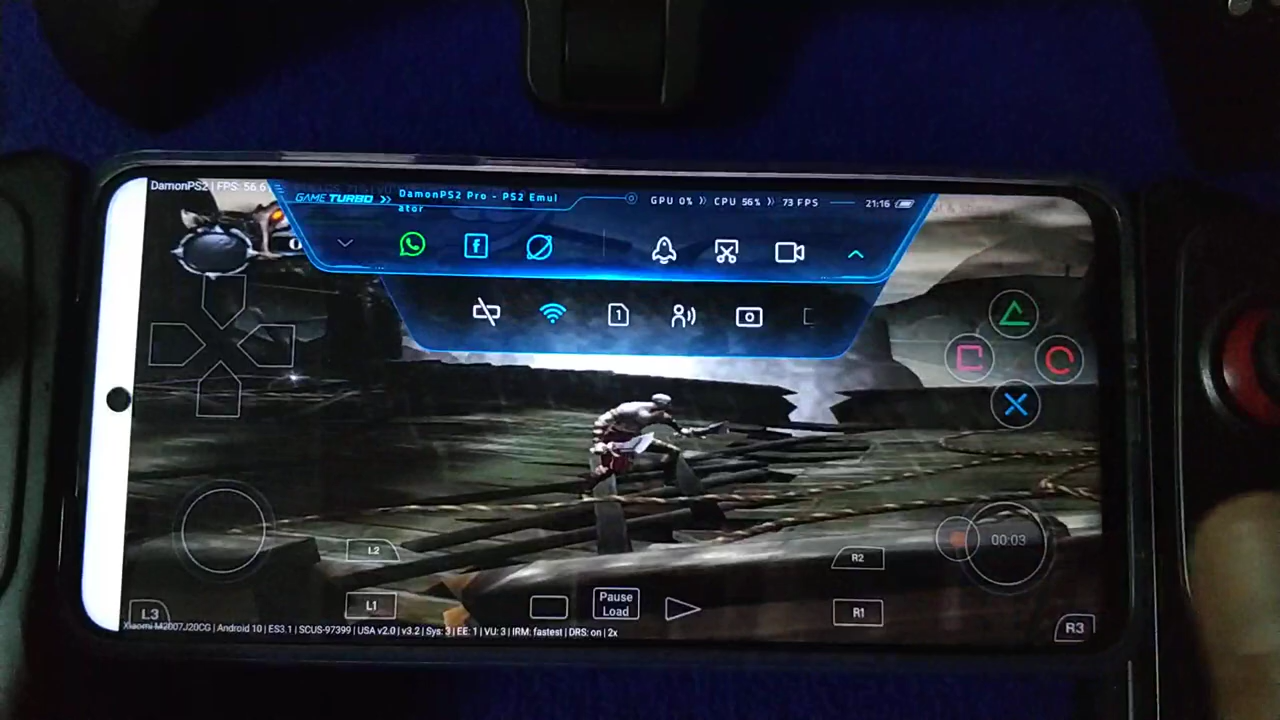 DamonPS2 | FPS: 56.6
GAME TURBO
DamonPS2 Pro - PS2 Emul
ator
GPU 0% CPU 56% 73 FPS
21:16
1
L2
R2
00:03
L3
L1
Pause
Load
R1
R3
Xiaomi M2007J20CG | Android 10 | ES3.1 | SCUS-97399 | USA v2.0 | v3.2 | Sys: 3 | EE: 1 | VU: 3 | IRM: fastest | DRS: on | 2x